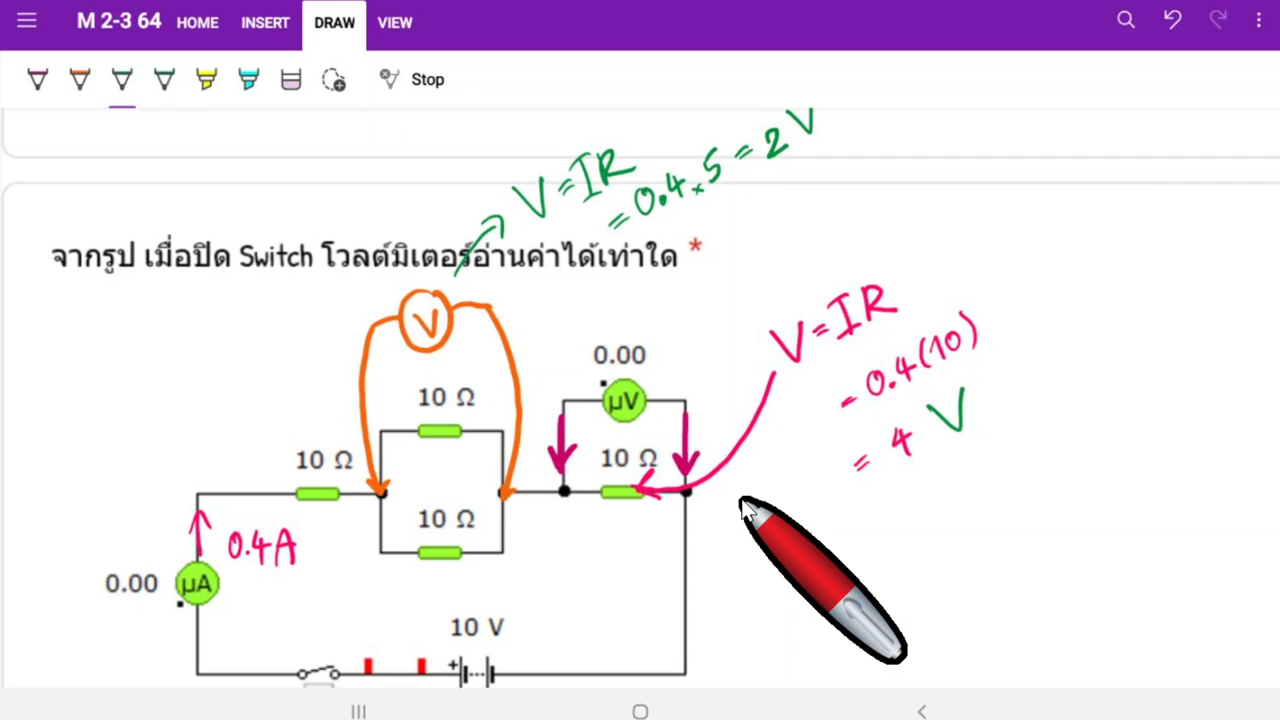 M 2-3 64 HOME INSERT DRAW VIEW
Stop
V = IR
= 0.4 × 5 = 2 V
จากรูป เมื่อปิด Switch โวลต์มิเตอร์อ่านค่าได้เท่าใด *
V
V = IR
= 0.4(10)
= 4 V
0.00
μV
10 Ω
10 Ω
10 Ω
10 Ω
0.4A
0.00
μA
10 V
+